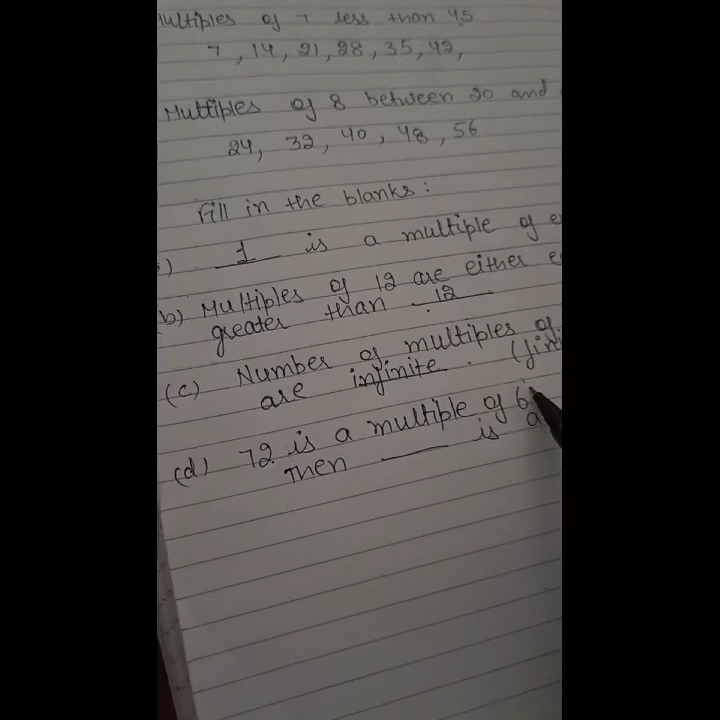 Multiples of 7 less than 45
7, 14, 21, 28, 35, 42,
Multiples of 8 between 20 and
24, 32, 40, 48, 56
Fill in the blanks:
) 1 is a multiple of
b) Multiples of 12 are either
greater than 12
(c) Number of multiples of
are infinite.
(d) 72 is a multiple of 6
Then ____ is a